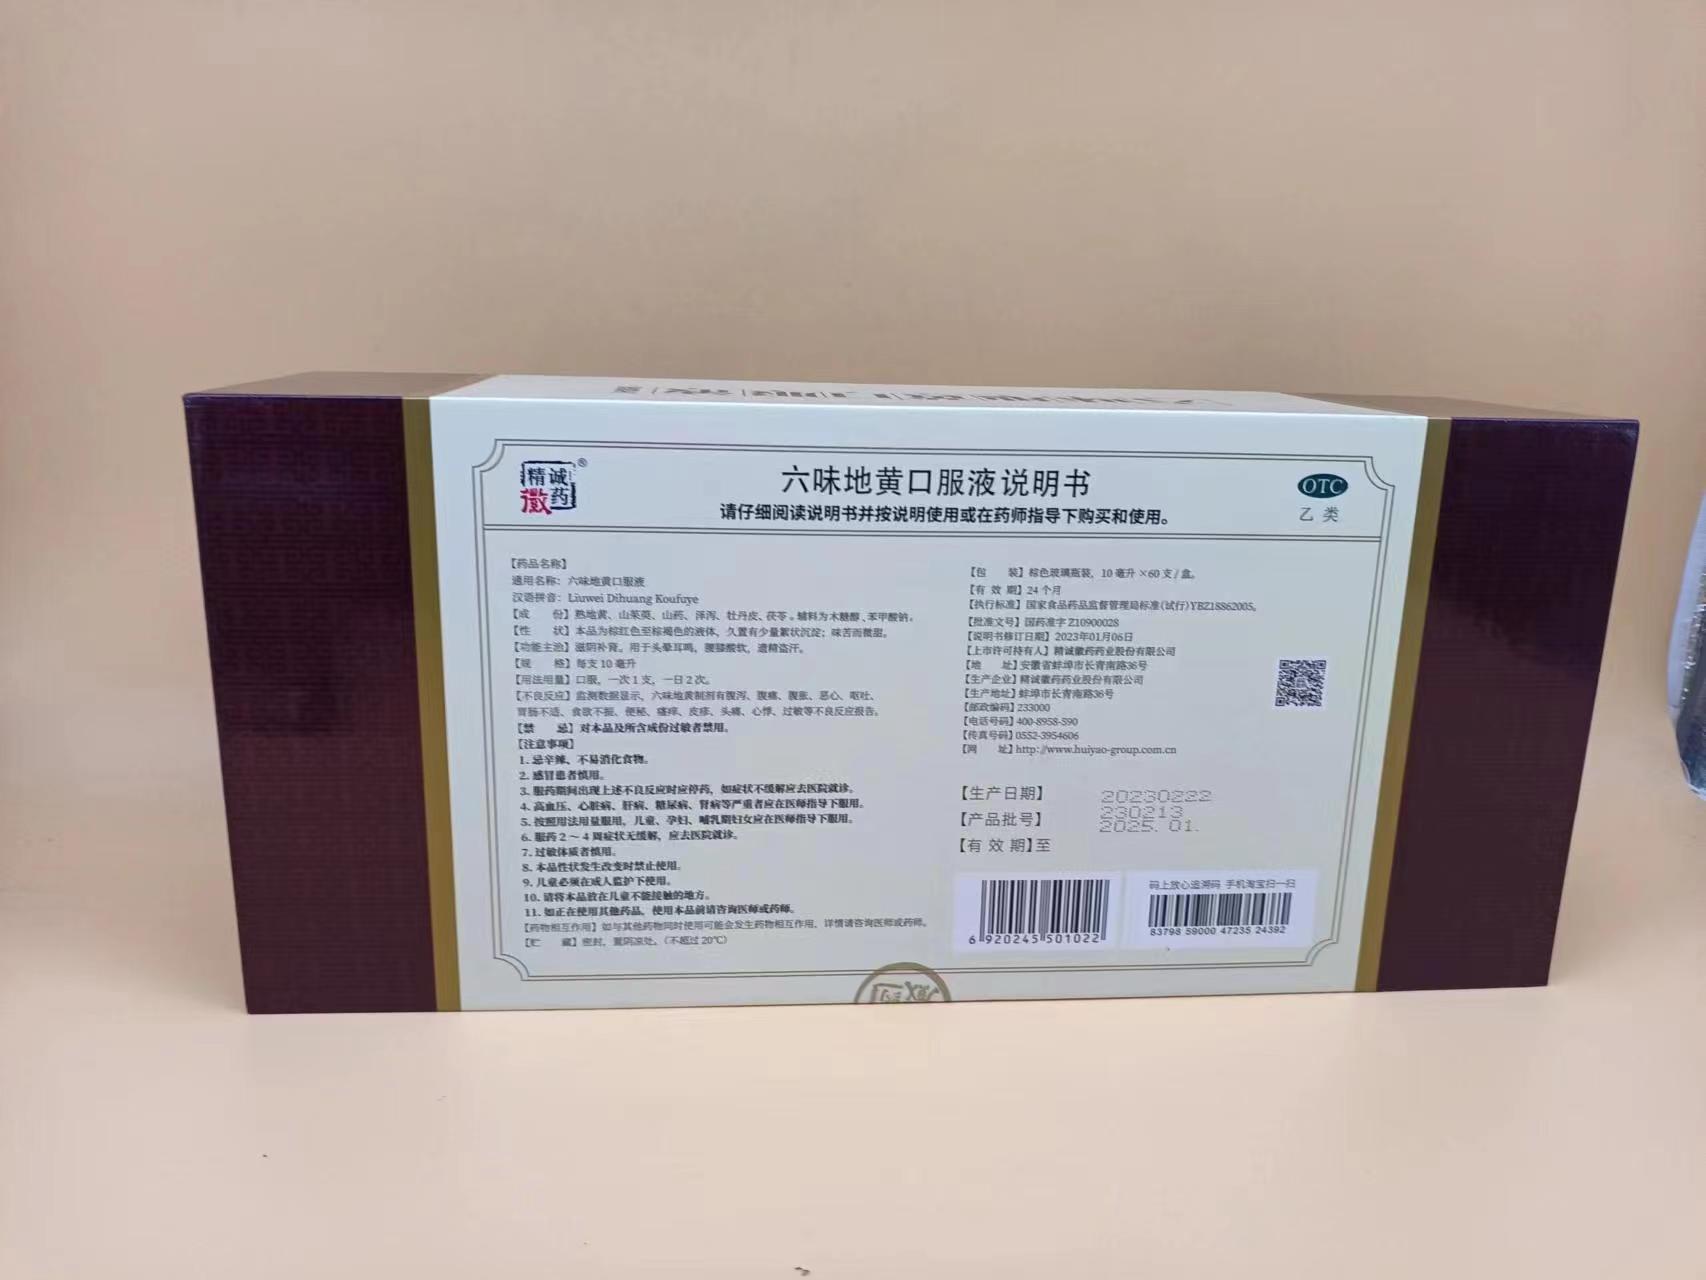 精诚
徽药
®
六味地黄口服液说明书
请仔细阅读说明书并按说明使用或在药师指导下购买和使用。
OTC
乙类
【药品名称】
通用名称：六味地黄口服液
汉语拼音：Liuwei Dihuang Koufuye
【成 份】熟地黄、山茱萸、山药、泽泻、牡丹皮、茯苓。辅料为木糖醇、苯甲酸钠。
【性 状】本品为棕红色至棕褐色的液体，久置有少量絮状沉淀；味苦而微甜。
【功能主治】滋阴补肾。用于头晕耳鸣，腰膝酸软，遗精盗汗。
【规 格】每支10毫升
【用法用量】口服，一次1支，一日2次。
【不良反应】监测数据显示，六味地黄制剂有腹泻、腹痛、腹胀、恶心、呕吐、
胃肠不适、食欲不振、便秘、瘙痒、皮疹、头痛、心悸、过敏等不良反应报告。
【禁 忌】对本品及所含成份过敏者禁用。
【注意事项】
1. 忌辛辣、不易消化食物。
2. 感冒患者慎用。
3. 服药期间出现上述不良反应时应停药，如症状不缓解应去医院就诊。
4. 高血压、心脏病、肝病、糖尿病、肾病等严重者应在医师指导下服用。
5. 按照用法用量服用，儿童、孕妇、哺乳期妇女应在医师指导下服用。
6. 服药2～4周症状无缓解，应去医院就诊。
7. 过敏体质者慎用。
8. 本品性状发生改变时禁止使用。
9. 儿童必须在成人监护下使用。
10. 请将本品放在儿童不能接触的地方。
11. 如正在使用其他药品，使用本品前请咨询医师或药师。
【药物相互作用】如与其他药物同时使用可能会发生药物相互作用，详情请咨询医师或药师。
【贮 藏】密封，置阴凉处。（不超过20℃）
【包 装】棕色玻璃瓶装，10毫升×60支/盒。
【有 效 期】24个月
【执行标准】国家食品药品监督管理局标准（试行）YBZ18862005。
【批准文号】国药准字Z10900028
【说明书修订日期】2023年01月06日
【上市许可持有人】精诚徽药药业股份有限公司
【地 址】安徽省蚌埠市长青南路36号
【生产企业】精诚徽药药业股份有限公司
【生产地址】蚌埠市长青南路36号
【邮政编码】233000
【电话号码】400-8958-590
【传真号码】0552-3954606
【网 址】http://www.huiyao-group.com.cn
【生产日期】 20230222
【产品批号】 230213
【有 效 期】至 2025. 01.
6 920245 501022
码上放心追溯码 手机淘宝扫一扫
83798 59000 47235 24392